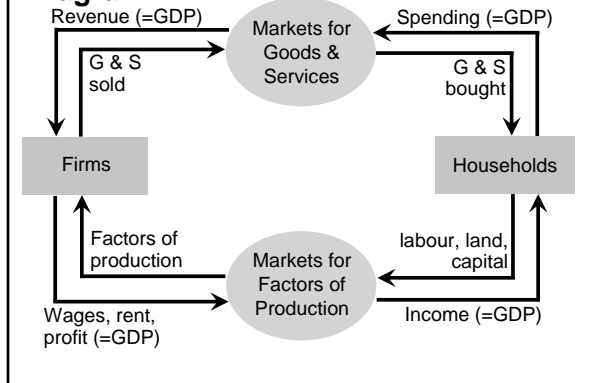 Revenue (=GDP)
Markets for
Goods &
Services
Spending (=GDP)
G & S
sold
G & S
bought
Firms
Households
Factors of
production
Markets for
Factors of
Production
labour, land,
capital
Wages, rent,
profit (=GDP)
Income (=GDP)